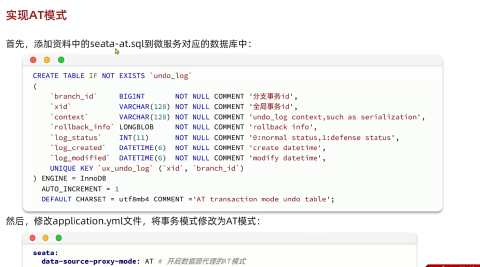 实现AT模式
首先，添加资料中的seata-at.sql到微服务对应的数据库中：
CREATE TABLE IF NOT EXISTS `undo_log`
(
`branch_id` BIGINT NOT NULL COMMENT '分支事务id',
`xid` VARCHAR(128) NOT NULL COMMENT '全局事务id',
`context` VARCHAR(128) NOT NULL COMMENT 'undo_log context,such as serialization',
`rollback_info` LONGBLOB NOT NULL COMMENT 'rollback info',
`log_status` INT(11) NOT NULL COMMENT '0:normal status,1:defense status',
`log_created` DATETIME(6) NOT NULL COMMENT 'create datetime',
`log_modified` DATETIME(6) NOT NULL COMMENT 'modify datetime',
UNIQUE KEY `ux_undo_log` (`xid`, `branch_id`)
) ENGINE = InnoDB
AUTO_INCREMENT = 1
DEFAULT CHARSET = utf8mb4 COMMENT ='AT transaction mode undo table';
然后，修改application.yml文件，将事务模式修改为AT模式：
seata:
data-source-proxy-mode: AT # 开启数据源代理的AT模式